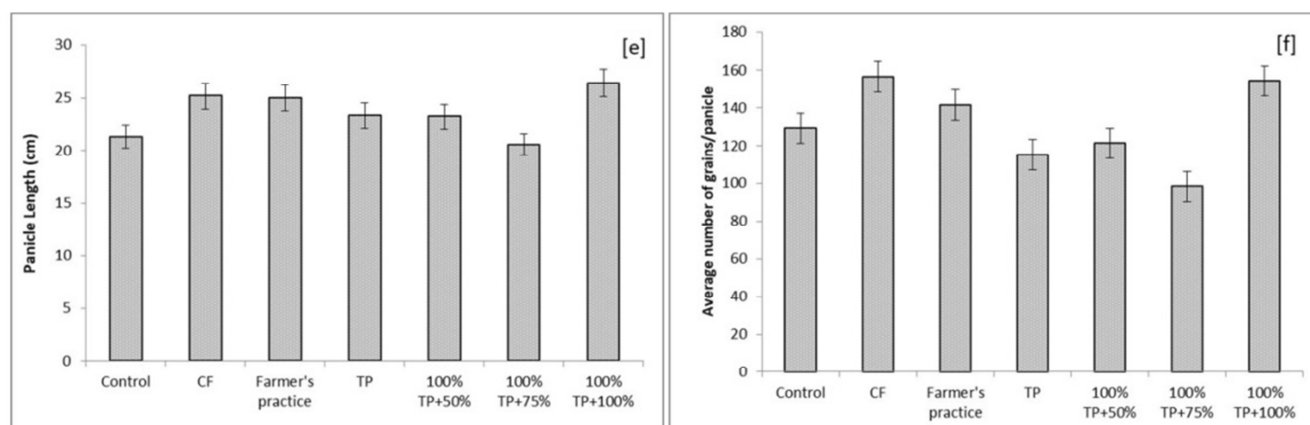 [e]
Panicle Length (cm)
30
25
20
15
10
5
0
Control
CF
Farmer's
practice
TP
100%
TP+50%
100%
TP+75%
100%
TP+100%
[f]
Average number of grains/panicle
180
160
140
120
100
80
60
40
20
0
Control
CF
Farmer's
practice
TP
100%
TP+50%
100%
TP+75%
100%
TP+100%